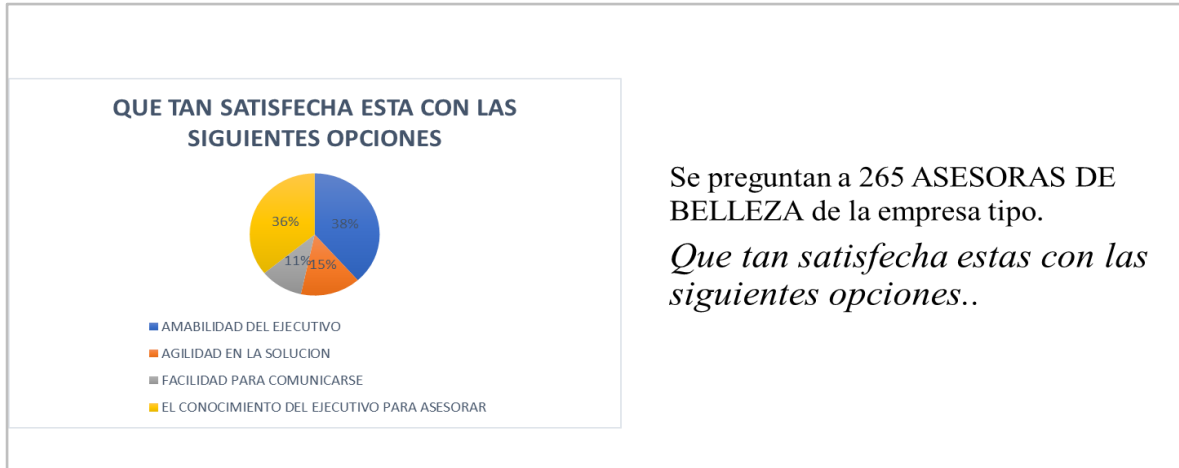 QUE TAN SATISFECHA ESTA CON LAS
SIGUIENTES OPCIONES
36%
38%
11%
15%
AMABILIDAD DEL EJECUTIVO
AGILIDAD EN LA SOLUCION
FACILIDAD PARA COMUNICARSE
EL CONOCIMIENTO DEL EJECUTIVO PARA ASESORAR
Se preguntan a 265 ASESORAS DE
BELLEZA de la empresa tipo.
Que tan satisfecha estas con las
siguientes opciones..